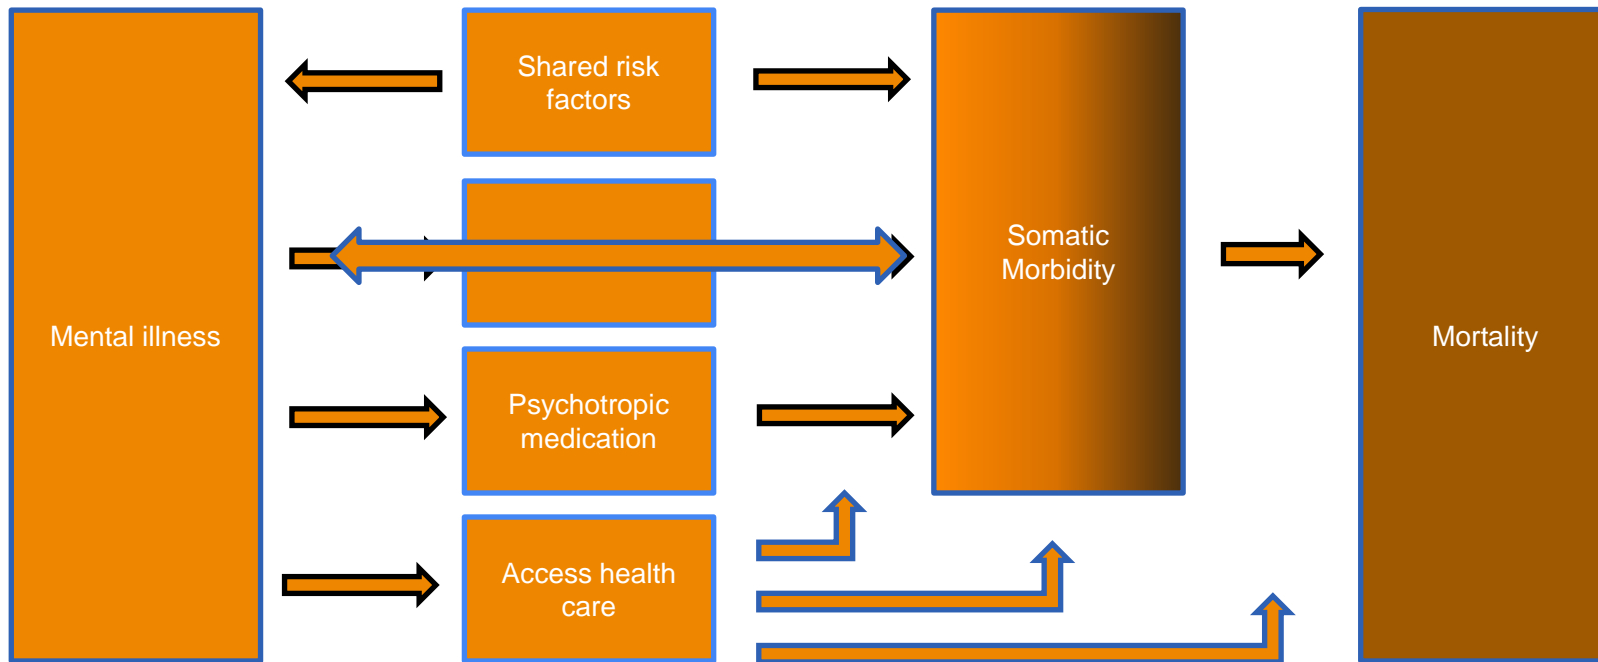 Shared risk
factors
Somatic
Morbidity
Mental illness
Mortality
Psychotropic
medication
Access health
care